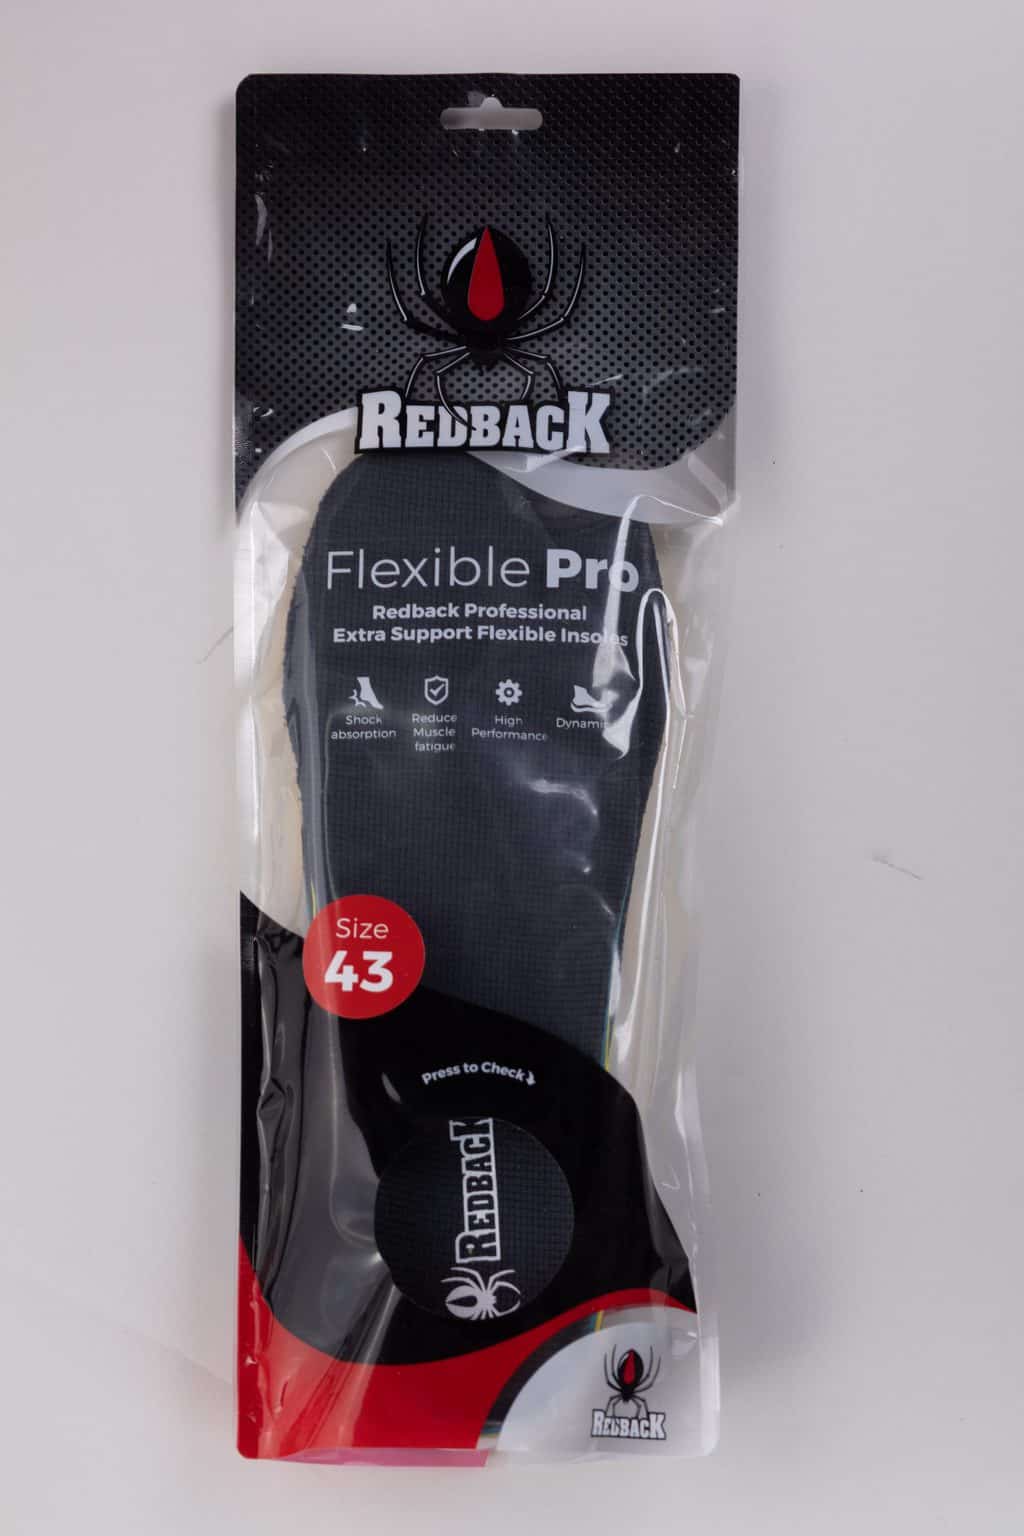 REDBACK
Flexible Pro
Redback Professional
Extra Support Flexible Insoles
Shock
absorption
Reduce
Muscle
fatigue
High
Performance
Dynamic
Size
43
Press to Check
REDBACK
REDBACK